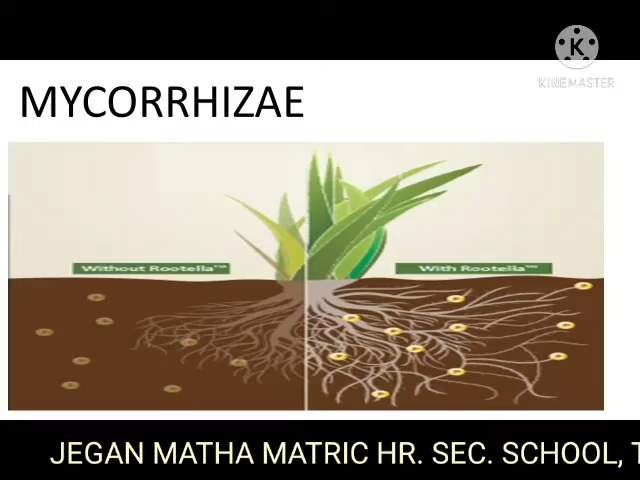 K
KINEMASTER
MYCORRHIZAE
Without Rootella™
With Rootella™
JEGAN MATHA MATRIC HR. SEC. SCHOOL, T